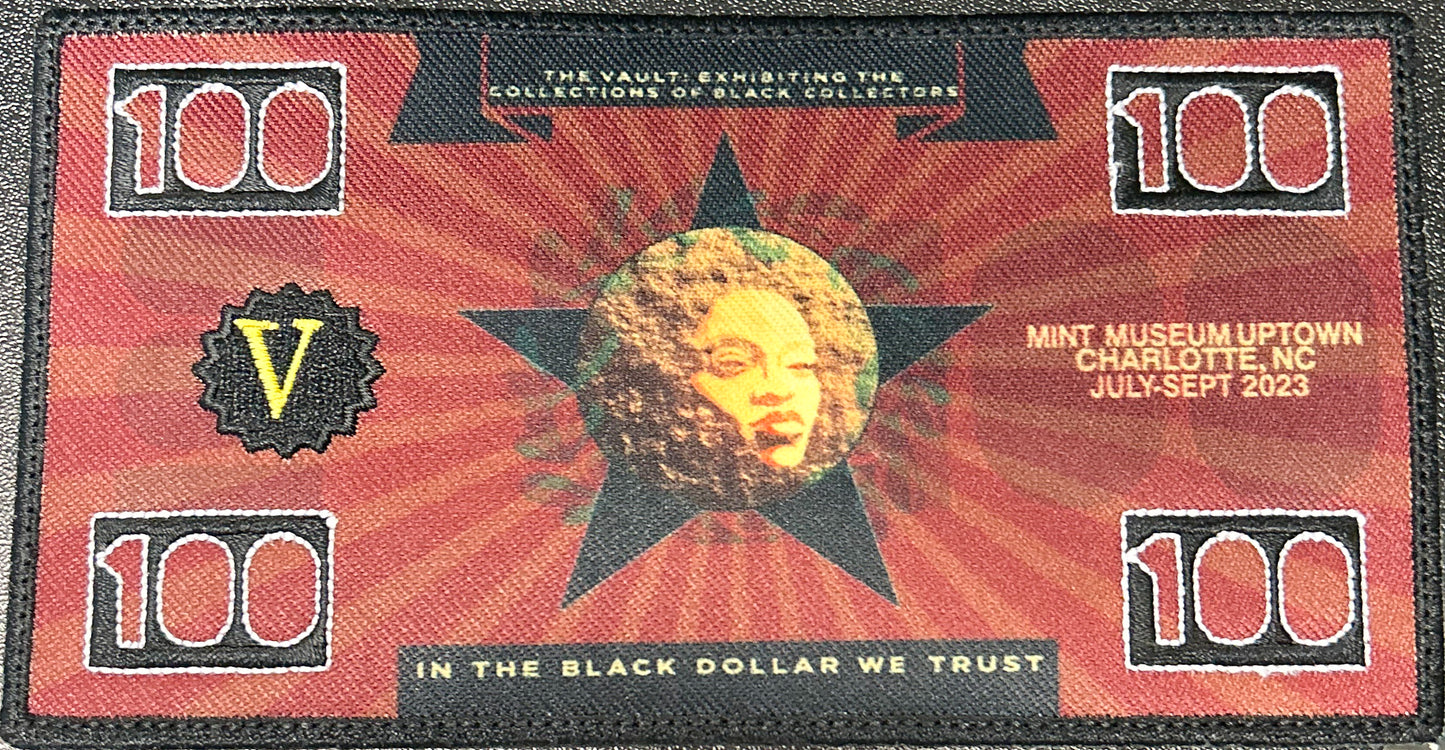 THE VAULT: EXHIBITING THE
COLLECTIONS OF BLACK COLLECTORS
100
100
V
MINT MUSEUM UPTOWN
CHARLOTTE, NC
JULY-SEPT 2023
100
100
IN THE BLACK DOLLAR WE TRUST